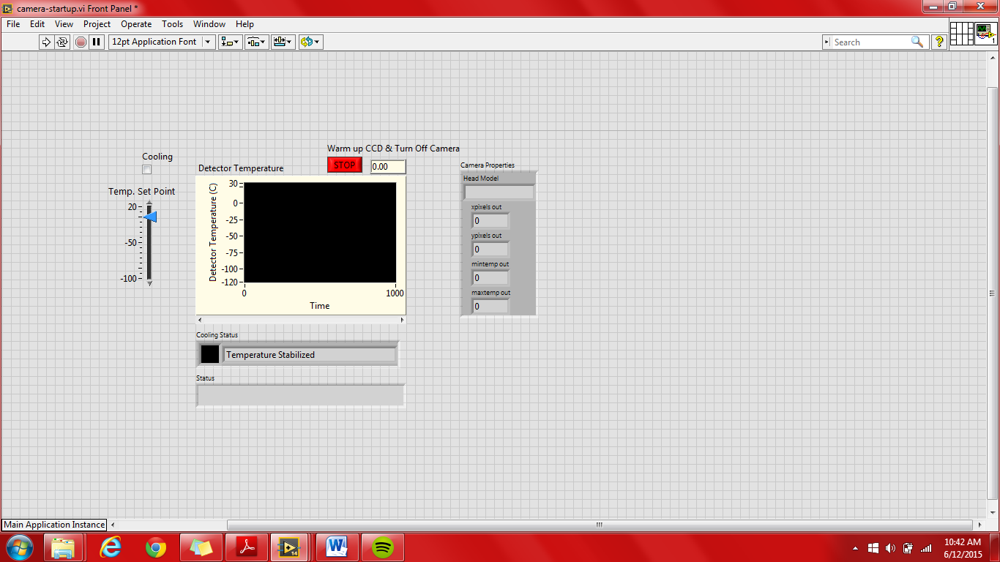 camera-startup.vi Front Panel *
File Edit View Project Operate Tools Window Help
12pt Application Font
Search
?
1
Warm up CCD & Turn Off Camera
Cooling
STOP
0.00
Detector Temperature
Camera Properties
Head Model
Temp. Set Point
20
-50
-100
Detector Temperature (C)
30
0
-25
-50
-75
-100
-120
0
1000
Time
xpixels out
0
ypixels out
0
mintemp out
0
maxtemp out
0
Cooling Status
Temperature Stabilized
Status
Main Application Instance
14
W
10:42 AM
6/12/2015